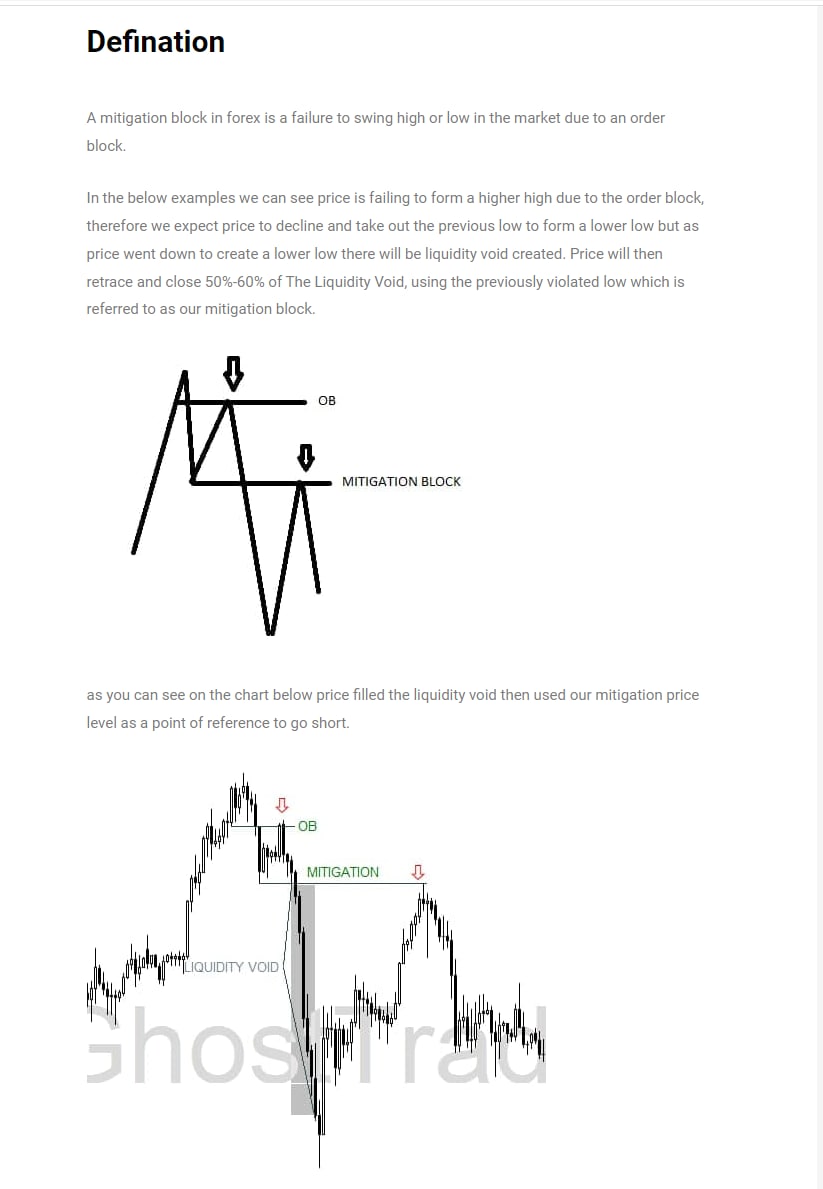 Defination
A mitigation block in forex is a failure to swing high or low in the market due to an order
block.
In the below examples we can see price is failing to form a higher high due to the order block,
therefore we expect price to decline and take out the previous low to form a lower low but as
price went down to create a lower low there will be liquidity void created. Price will then
retrace and close 50%-60% of The Liquidity Void, using the previously violated low which is
referred to as our mitigation block.
OB
MITIGATION BLOCK
as you can see on the chart below price filled the liquidity void then used our mitigation price
level as a point of reference to go short.
OB
MITIGATION
LIQUIDITY VOID
GhostTrad